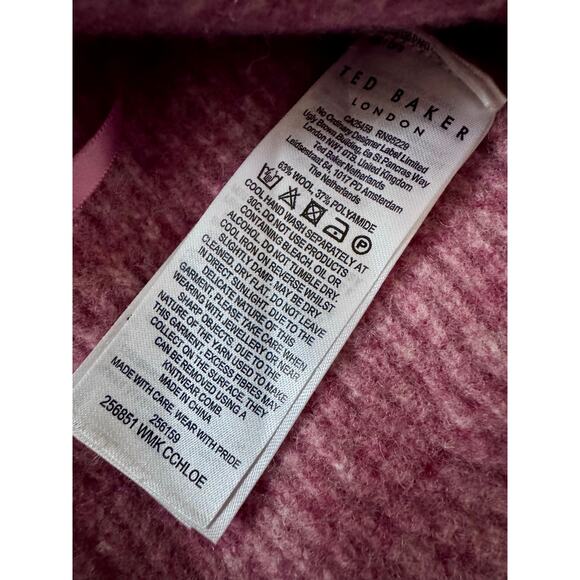 TED BAKER
LONDON
CA25459 RN95229
No Ordinary Designer Label Limited
Ugly Brown Building, 6a St Pancras Way
London NW1 0TB, United Kingdom
Ted Baker Netherlands
Leidsestraat 64, 1017 PD Amsterdam
The Netherlands
63% WOOL, 37% POLYAMIDE
COOL HAND WASH SEPARATELY AT
30C. DO NOT USE PRODUCTS
CONTAINING BLEACH, OIL, OR
ALCOHOL. DO NOT TUMBLE DRY.
COOL IRON ON REVERSE WHILST
SLIGHTLY DAMP. MAY BE DRY
CLEANED. DRY FLAT. DO NOT LEAVE
IN DIRECT SUNLIGHT. DUE TO THE
DELICATE NATURE OF THIS
GARMENT, PLEASE TAKE CARE WHEN
WEARING WITH JEWELLERY OR NEAR
SHARP OBJECTS. DUE TO THE
NATURE OF THE YARN USED TO MAKE
THIS GARMENT, EXCESS FIBRES MAY
COLLECT ON THE SURFACE. THEY
CAN BE REMOVED USING A
KNITWEAR COMB.
MADE IN CHINA
MADE WITH CARE. WEAR WITH PRIDE
256159
256851 WMK CCHLOE